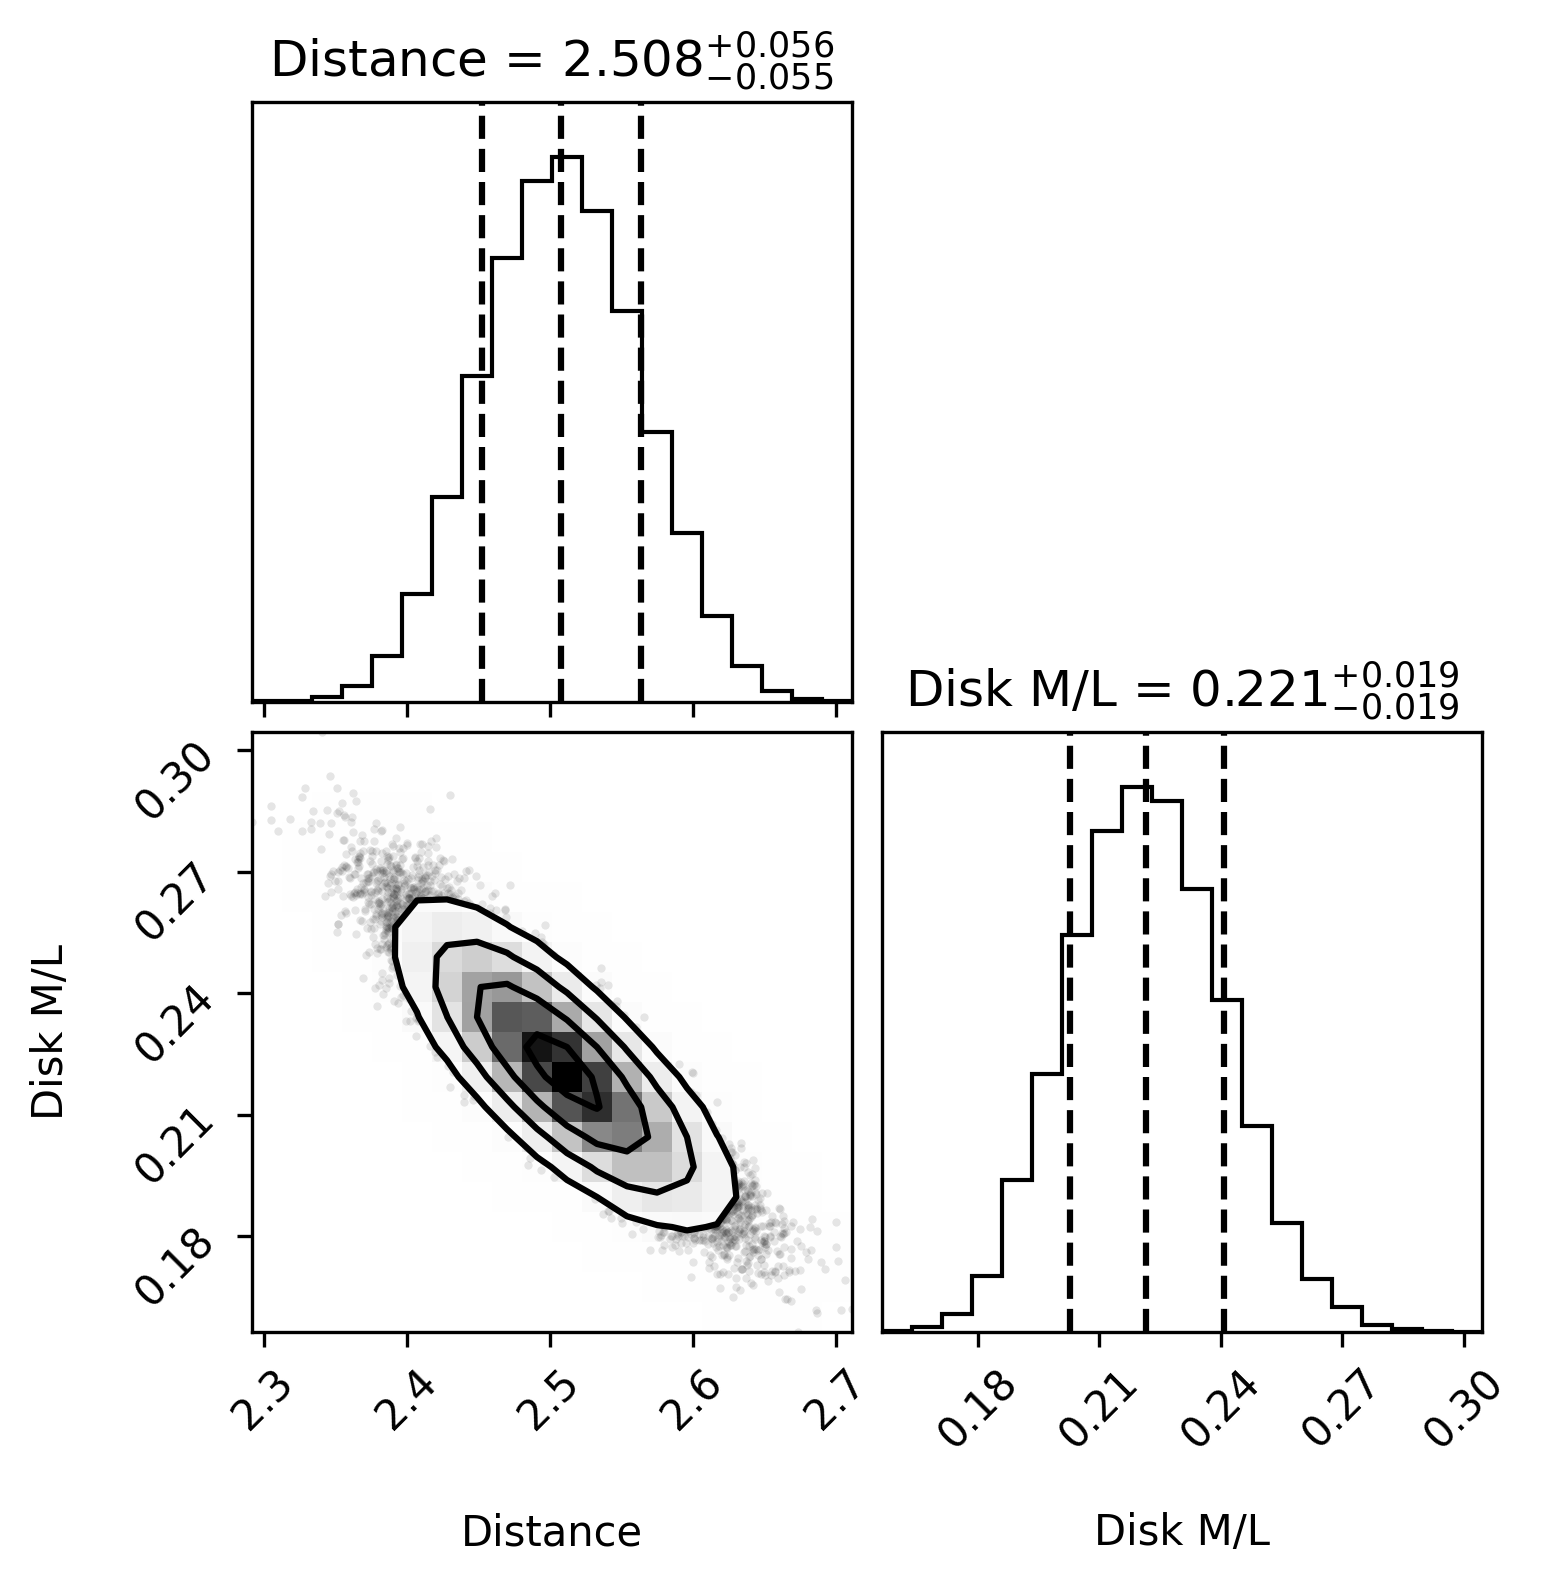 Distance = 2.508+0.056−0.055
Disk M/L = 0.221+0.019−0.019
0.30
0.27
0.24
0.21
0.18
Disk M/L
2.3 2.4 2.5 2.6 2.7
0.18 0.21 0.24 0.27 0.30
Distance
Disk M/L